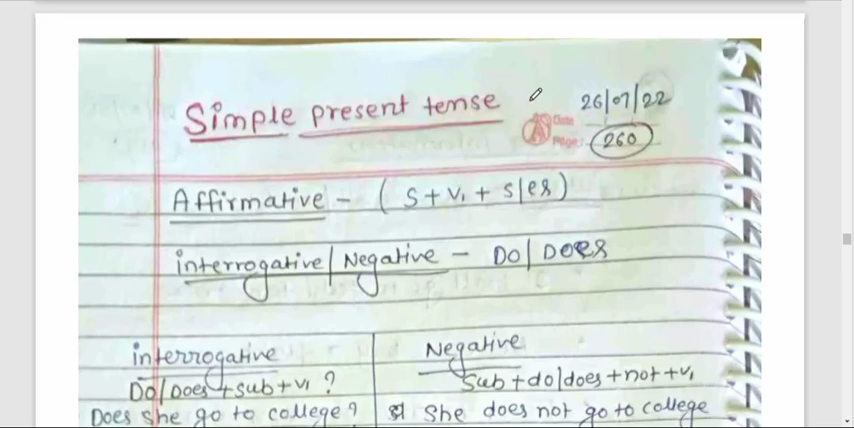 Simple present tense 26/07/22
Date
Page: 260
Affirmative - ( S + V1 + s/es )
interrogative/Negative - DO/DOES
interrogative Negative
Do/Does + sub + V1 ? Sub + do/does + not + V1
Does she go to college? She does not go to college